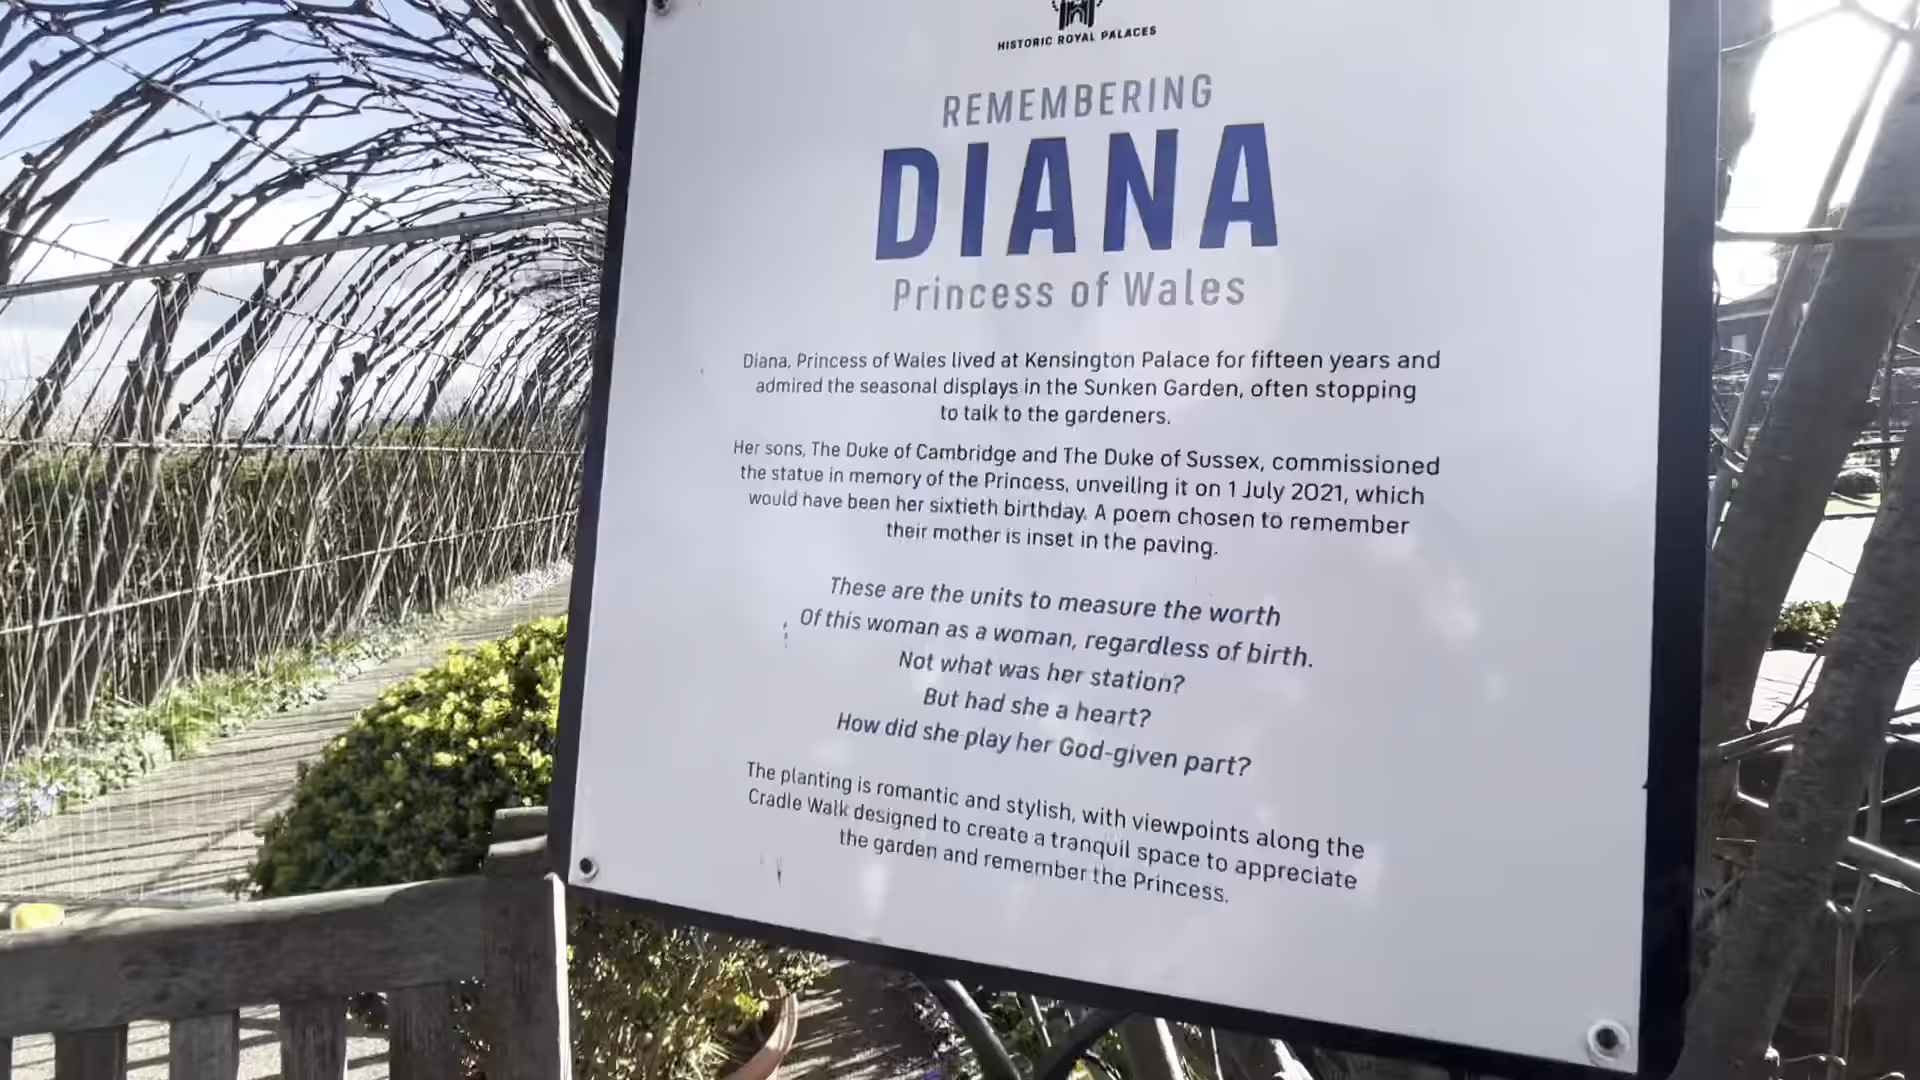 HISTORIC ROYAL PALACES
REMEMBERING
DIANA
Princess of Wales
Diana, Princess of Wales lived at Kensington Palace for fifteen years and
admired the seasonal displays in the Sunken Garden, often stopping
to talk to the gardeners.
Her sons, The Duke of Cambridge and The Duke of Sussex, commissioned
the statue in memory of the Princess, unveiling it on 1 July 2021, which
would have been her sixtieth birthday. A poem chosen to remember
their mother is inset in the paving.
These are the units to measure the worth
Of this woman as a woman, regardless of birth.
Not what was her station?
But had she a heart?
How did she play her God-given part?
The planting is romantic and stylish, with viewpoints along the
Cradle Walk designed to create a tranquil space to appreciate
the garden and remember the Princess.